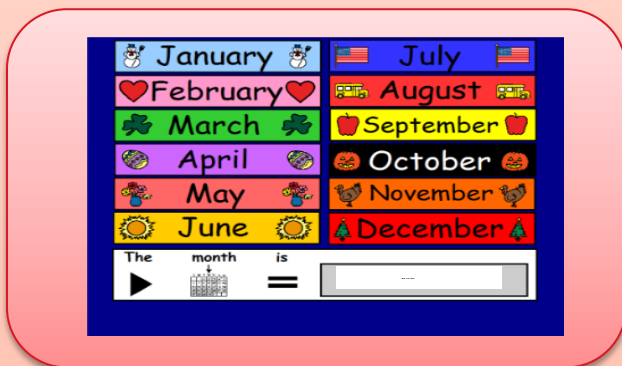 January
February
March
April
May
June
July
August
September
October
November
December
The month is